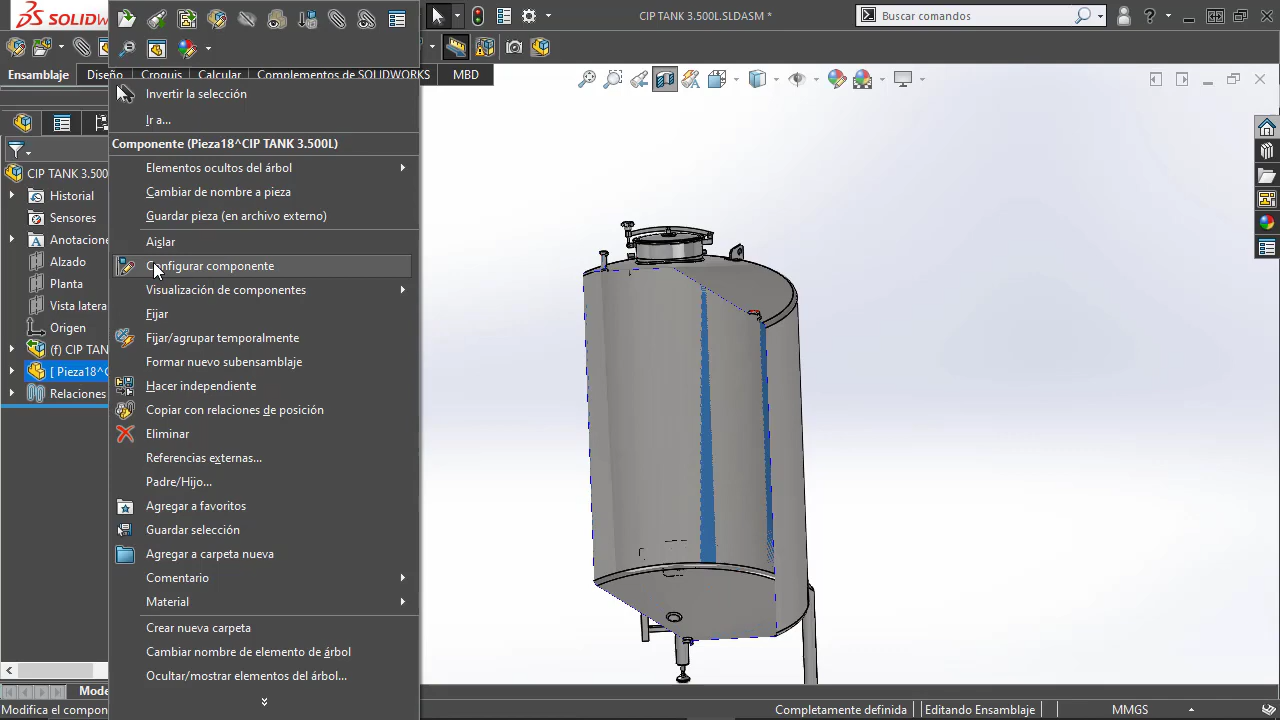 SOLIDW
CIP TANK 3.500L.SLDASM *
Buscar comandos
Ensamblaje
Diseño
Croquis
Calcular
Complementos de SOLIDWORKS
MBD
Invertir la selección
Ir a...
Componente (Pieza18^CIP TANK 3.500L)
Elementos ocultos del árbol
Cambiar de nombre a pieza
Guardar pieza (en archivo externo)
Aislar
Configurar componente
Visualización de componentes
Fijar
Fijar/agrupar temporalmente
Formar nuevo subensamblaje
Hacer independiente
Copiar con relaciones de posición
Eliminar
Referencias externas...
Padre/Hijo...
Agregar a favoritos
Guardar selección
Agregar a carpeta nueva
Comentario
Material
Crear nueva carpeta
Cambiar nombre de elemento de árbol
Ocultar/mostrar elementos del árbol...
CIP TANK 3.500
Historial
Sensores
Anotacione
Alzado
Planta
Vista latera
Origen
(f) CIP TAN
[ Pieza18^C
Relaciones
Mode
Modifica el compon
Completamente definida
Editando Ensamblaje
MMGS